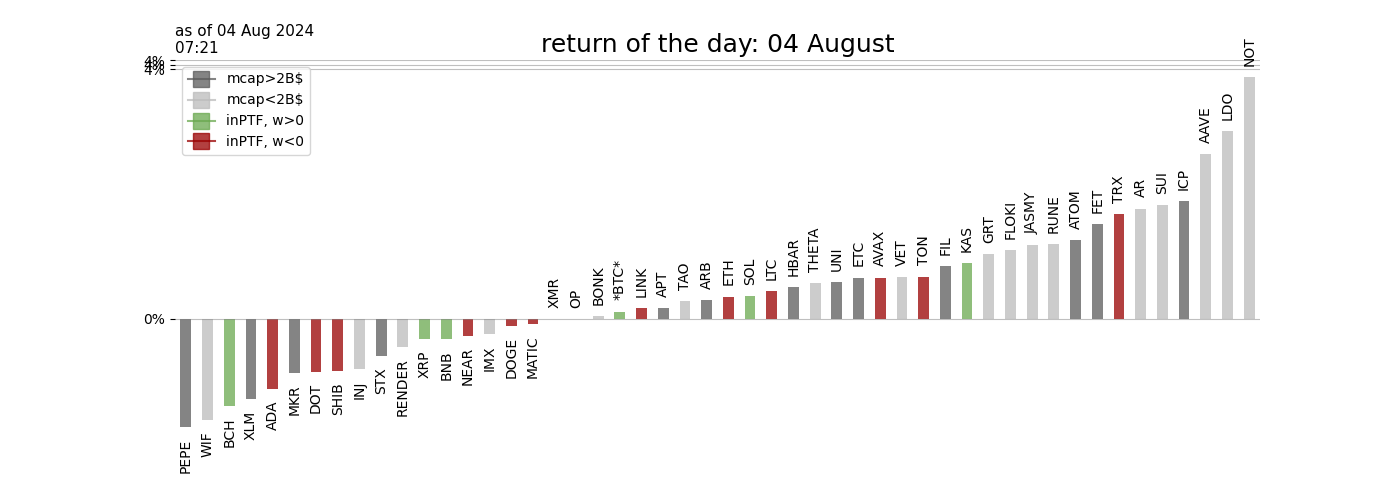 as of 04 Aug 2024
07:21
return of the day: 04 August
4%
4%
4%
0%
mcap>2B$
mcap<2B$
inPTF, w>0
inPTF, w<0
PEPE
WIF
BCH
XLM
ADA
MKR
DOT
SHIB
INJ
STX
RENDER
XRP
BNB
NEAR
IMX
DOGE
MATIC
XMR
OP
BONK
*BTC*
LINK
APT
TAO
ARB
ETH
SOL
LTC
HBAR
THETA
UNI
ETC
AVAX
VET
TON
FIL
KAS
GRT
FLOKI
JASMY
RUNE
ATOM
FET
TRX
AR
SUI
ICP
AAVE
LDO
NOT